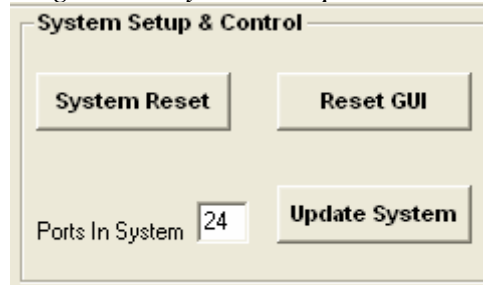 System Setup & Control
System Reset
Reset GUI
Ports In System 24
Update System